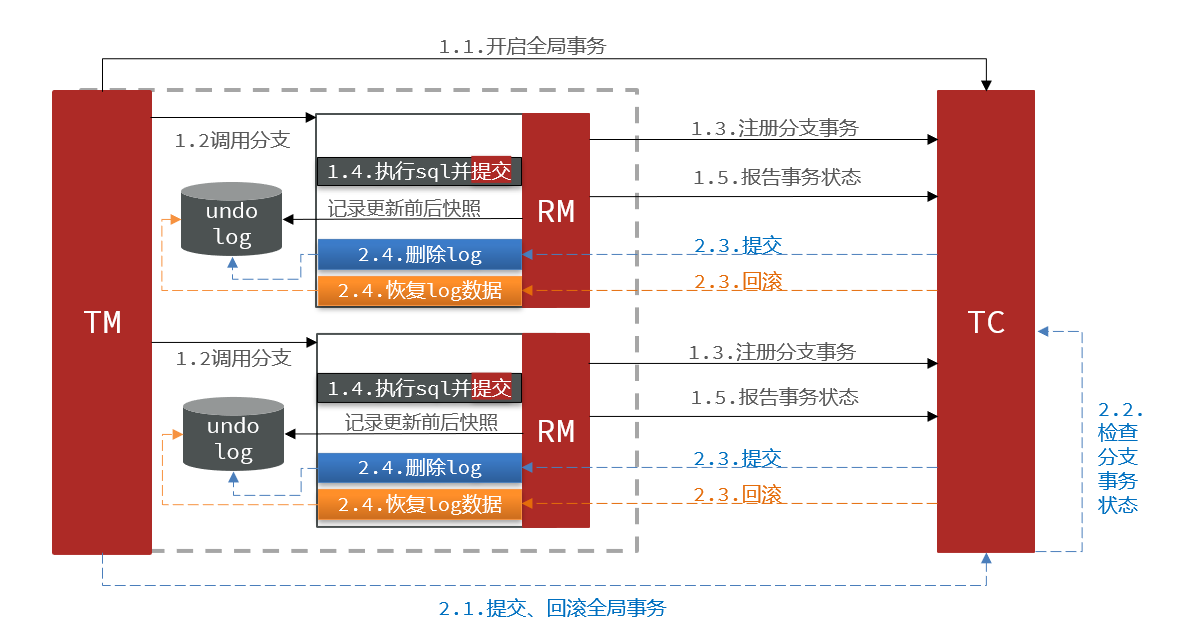 1.1.开启全局事务
TM
1.2调用分支
1.3.注册分支事务
1.4.执行sql并提交
1.5.报告事务状态
undo
log
记录更新前后快照
RM
2.4.删除log
2.3.提交
2.4.恢复log数据
2.3.回滚
TC
1.2调用分支
1.3.注册分支事务
1.4.执行sql并提交
1.5.报告事务状态
undo
log
记录更新前后快照
RM
2.4.删除log
2.3.提交
2.4.恢复log数据
2.3.回滚
2.2.
检查
分支
事务
状态
2.1.提交、回滚全局事务